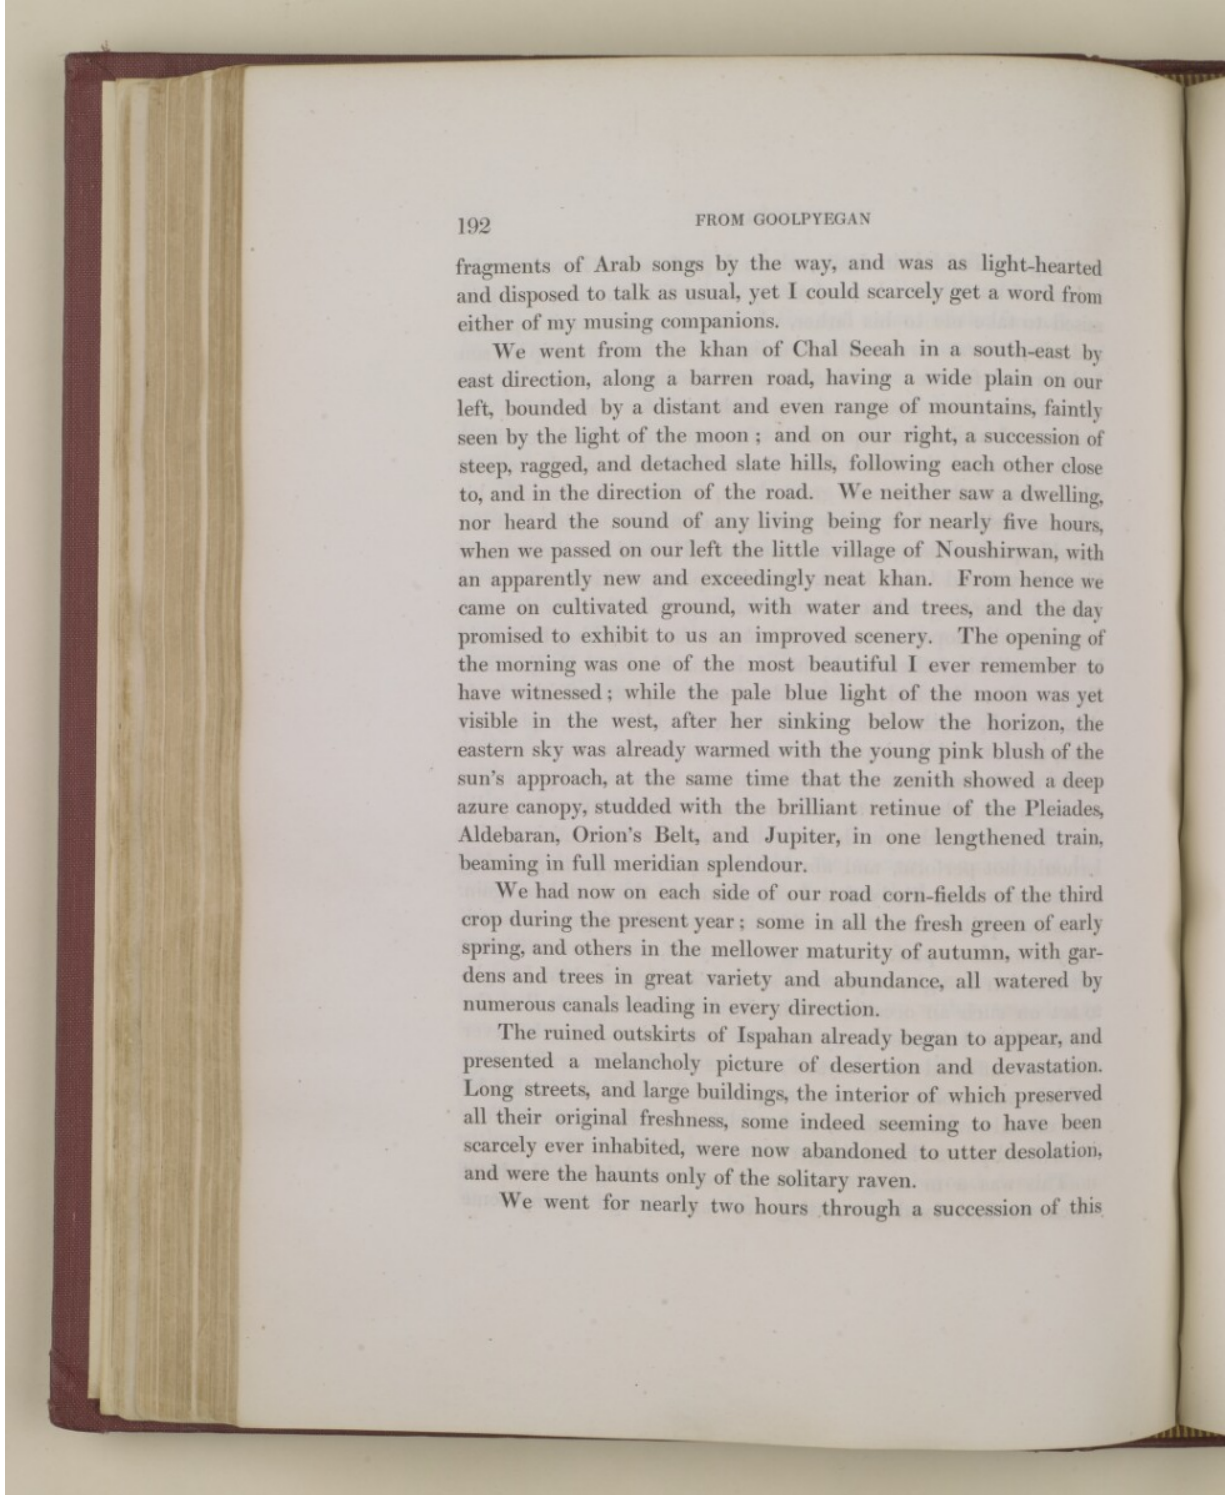 192
FROM GOOLPYEGAN
fragments of Arab songs by the way, and was as light-hearted
and disposed to talk as usual, yet I could scarcely get a word from
either of my musing companions.
We went from the khan of Chal Seeah in a south-east by
east direction, along a barren road, having a wide plain on our
left, bounded by a distant and even range of mountains, faintly
seen by the light of the moon ; and on our right, a succession of
steep, ragged, and detached slate hills, following each other close
to, and in the direction of the road. We neither saw a dwelling,
nor heard the sound of any living being for nearly five hours,
when we passed on our left the little village of Noushirwan, with
an apparently new and exceedingly neat khan. From hence we
came on cultivated ground, with water and trees, and the day
promised to exhibit to us an improved scenery. The opening of
the morning was one of the most beautiful I ever remember to
have witnessed ; while the pale blue light of the moon was yet
visible in the west, after her sinking below the horizon, the
eastern sky was already warmed with the young pink blush of the
sun's approach, at the same time that the zenith showed a deep
azure canopy, studded with the brilliant retinue of the Pleiades,
Aldebaran, Orion's Belt, and Jupiter, in one lengthened train,
beaming in full meridian splendour.
We had now on each side of our road corn-fields of the third
crop during the present year ; some in all the fresh green of early
spring, and others in the mellower maturity of autumn, with gar-
dens and trees in great variety and abundance, all watered by
numerous canals leading in every direction.
The ruined outskirts of Ispahan already began to appear, and
presented a melancholy picture of desertion and devastation.
Long streets, and large buildings, the interior of which preserved
all their original freshness, some indeed seeming to have been
scarcely ever inhabited, were now abandoned to utter desolation,
and were the haunts only of the solitary raven.
We went for nearly two hours through a succession of this